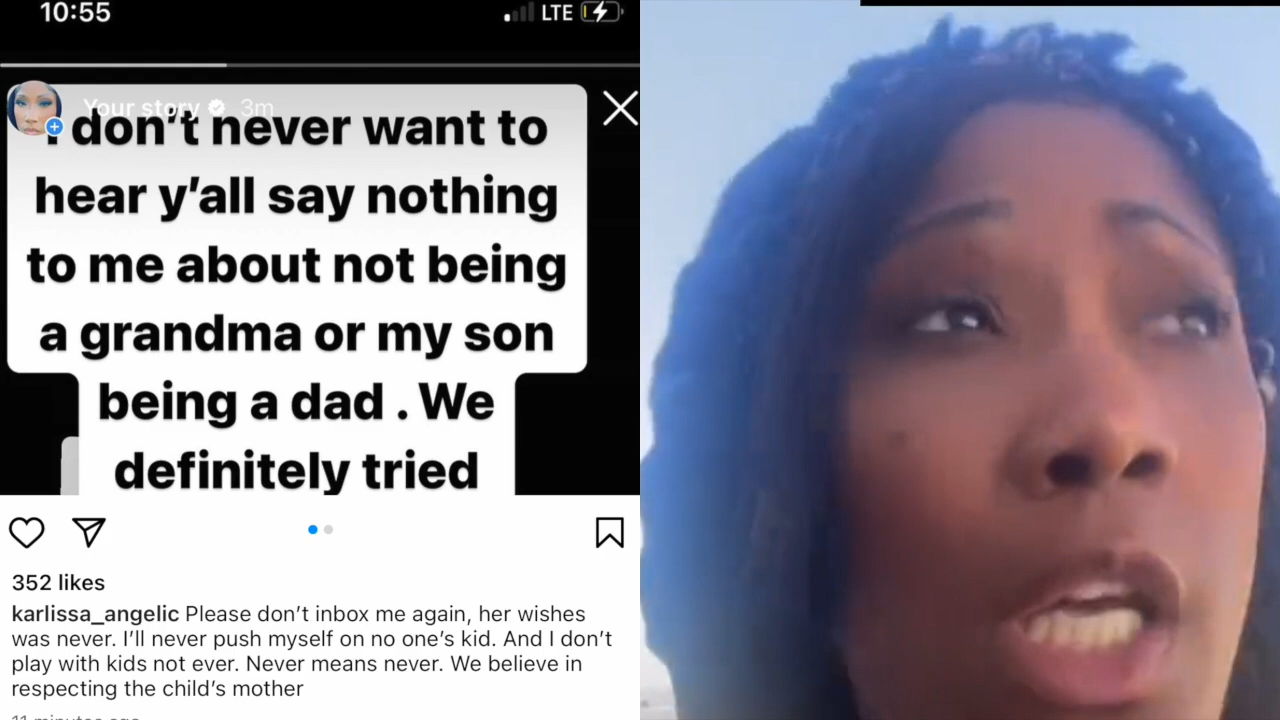 10:55
LTE
Your story 3m
I don't never want to
hear y'all say nothing
to me about not being
a grandma or my son
being a dad . We
definitely tried
352 likes
karlissa_angelic Please don't inbox me again, her wishes
was never. I'll never push myself on no one's kid. And I don't
play with kids not ever. Never means never. We believe in
respecting the child's mother
11 minutes ago